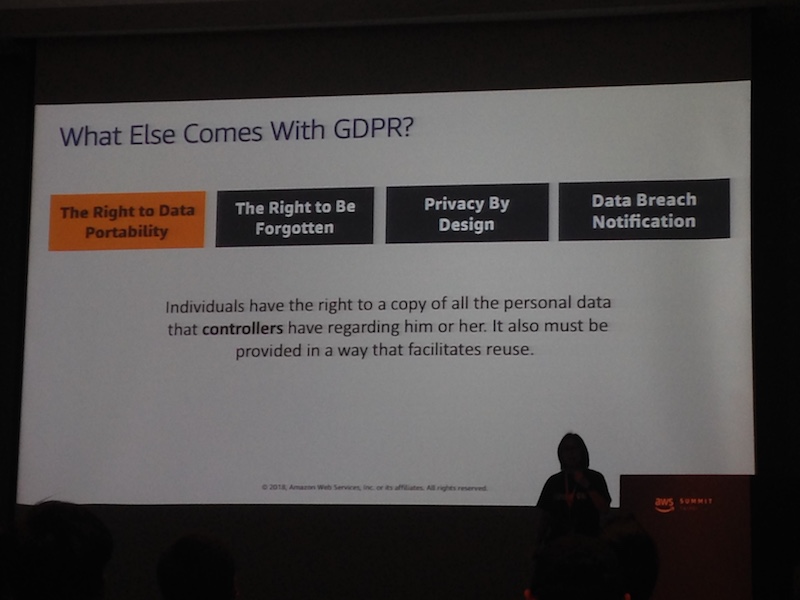 What Else Comes With GDPR?
The Right to Data
Portability
The Right to Be
Forgotten
Privacy By
Design
Data Breach
Notification
Individuals have the right to a copy of all the personal data
that controllers have regarding him or her. It also must be
provided in a way that facilitates reuse.
© 2018, Amazon Web Services, Inc. or its affiliates. All rights reserved.
aws SUMMIT